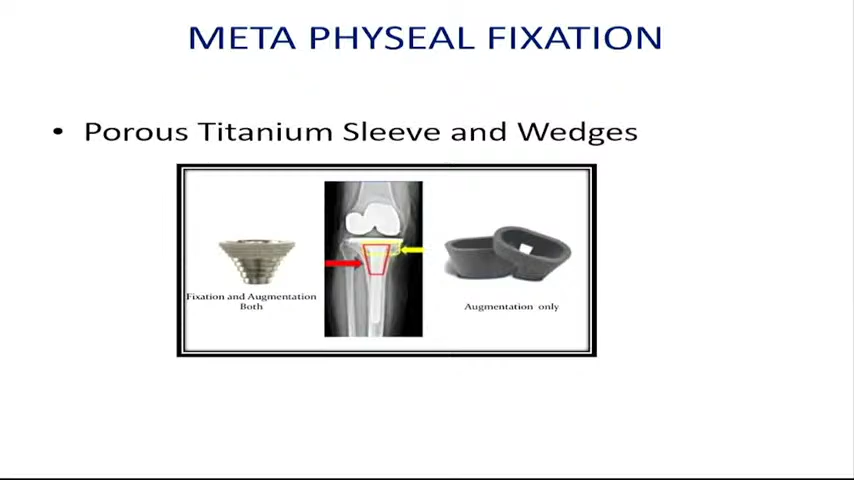 META PHYSEAL FIXATION
• Porous Titanium Sleeve and Wedges
Fixation and Augmentation
Both
Augmentation only